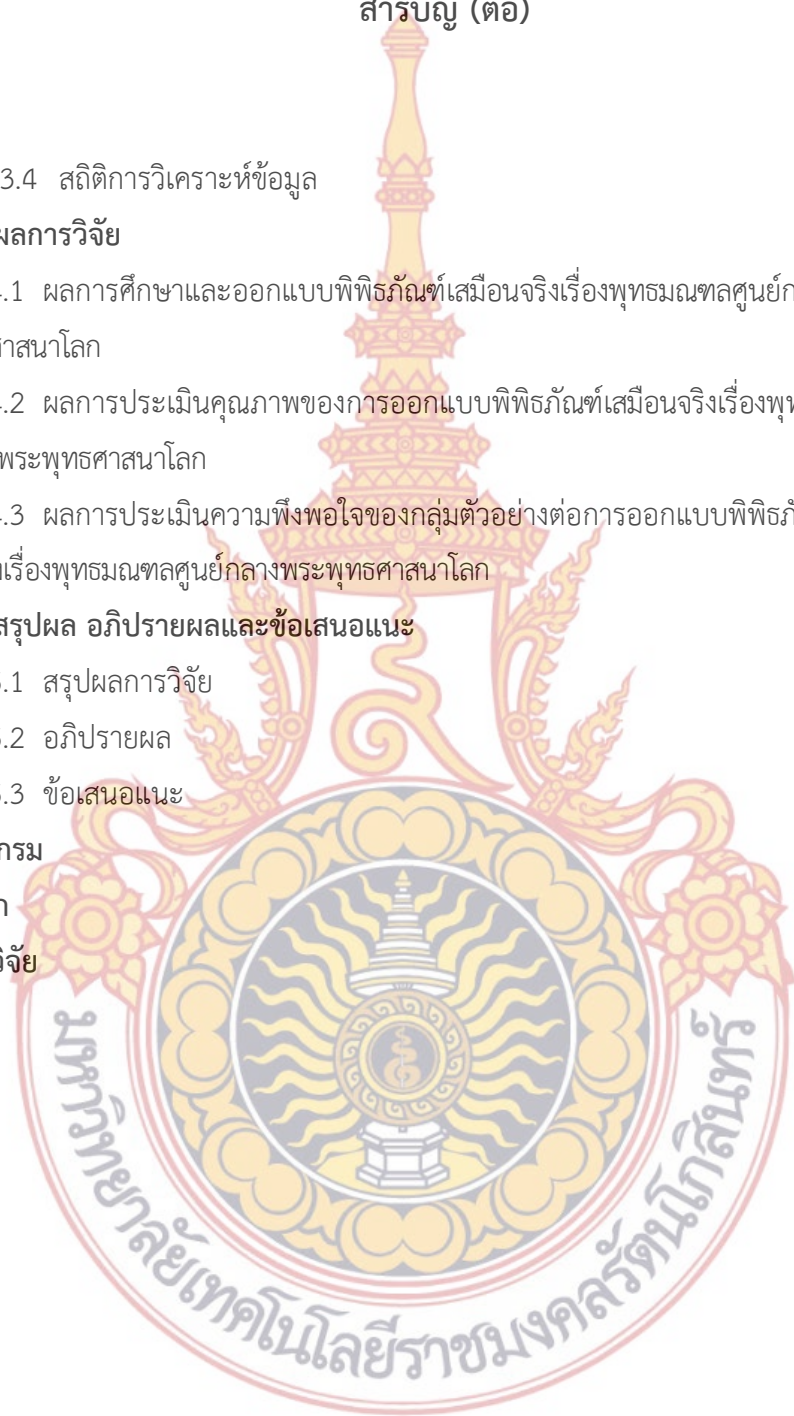 สารบัญ (ต่อ)
3.4 สถิติการวิเคราะห์ข้อมูล
ผลการวิจัย
4.1 ผลการศึกษาและออกแบบพิพิธภัณฑ์เสมือนจริงเรื่องพุทธมณฑลศูนย์ก
ศาสนาโลก
4.2 ผลการประเมินคุณภาพของการออกแบบพิพิธภัณฑ์เสมือนจริงเรื่องพุท
พระพุทธศาสนาโลก
4.3 ผลการประเมินความพึงพอใจของกลุ่มตัวอย่างต่อการออกแบบพิพิธภั
งเรื่องพุทธมณฑลศูนย์กลางพระพุทธศาสนาโลก
สรุปผล อภิปรายผลและข้อเสนอแนะ
5.1 สรุปผลการวิจัย
5.2 อภิปรายผล
5.3 ข้อเสนอแนะ
กรม
ก
วิจัย
มหาวิทยาลัยเทคโนโลยีราชมงคลรัตนโกสินทร์